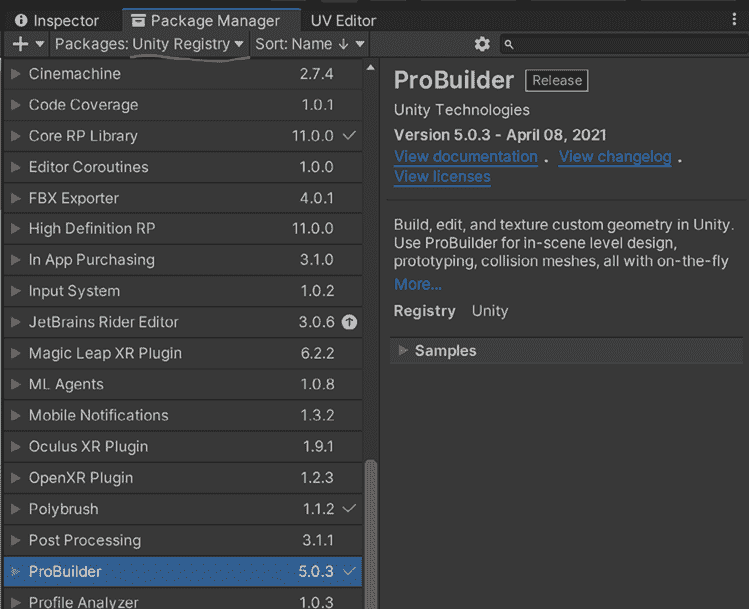 Inspector Package Manager UV Editor
Packages: Unity Registry Sort: Name
Cinemachine 2.7.4
Code Coverage 1.0.1
Core RP Library 11.0.0
Editor Coroutines 1.0.0
FBX Exporter 4.0.1
High Definition RP 11.0.0
In App Purchasing 3.1.0
Input System 1.0.2
JetBrains Rider Editor 3.0.6
Magic Leap XR Plugin 6.2.2
ML Agents 1.0.8
Mobile Notifications 1.3.2
Oculus XR Plugin 1.9.1
OpenXR Plugin 1.2.3
Polybrush 1.1.2
Post Processing 3.1.1
ProBuilder 5.0.3
Profile Analyzer 1.0.3
ProBuilder Release
Unity Technologies
Version 5.0.3 - April 08, 2021
View documentation . View changelog .
View licenses
Build, edit, and texture custom geometry in Unity.
Use ProBuilder for in-scene level design,
prototyping, collision meshes, all with on-the-fly
More...
Registry Unity
Samples